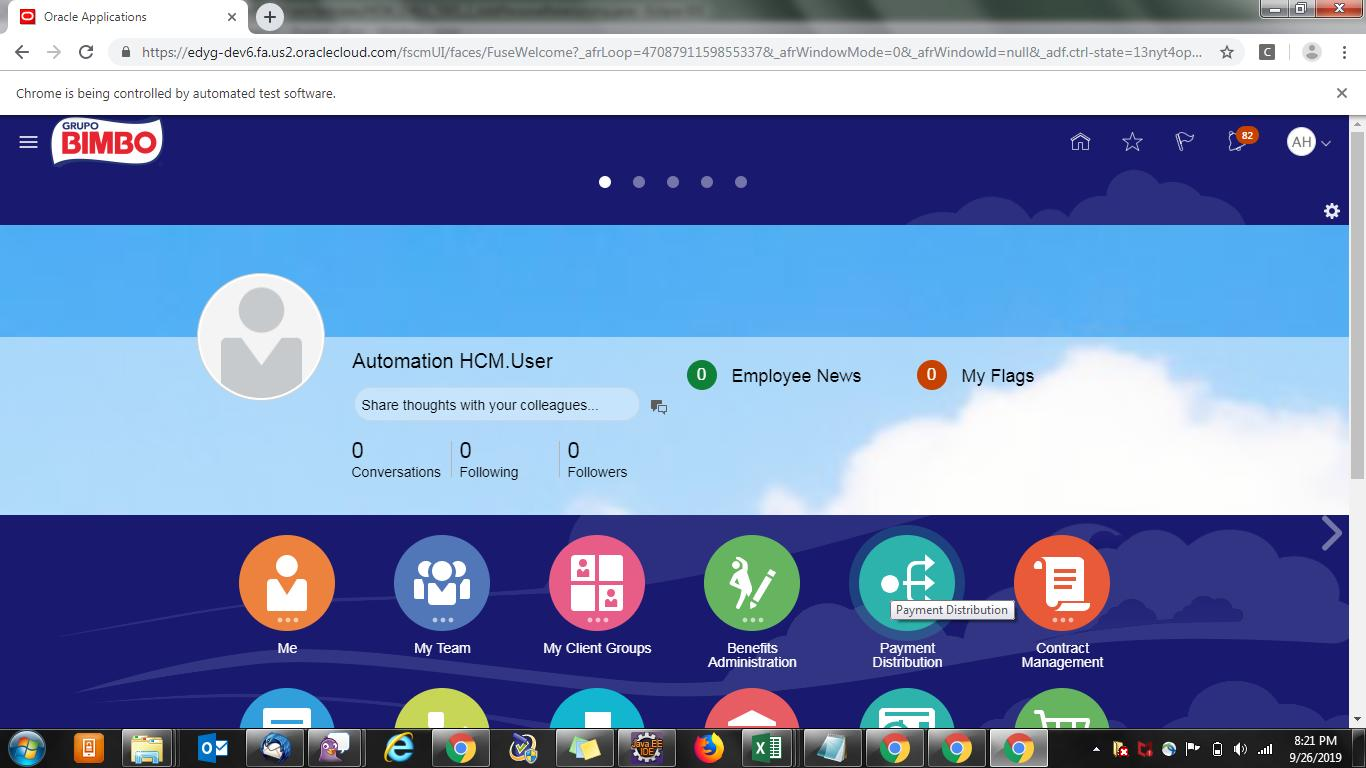 Oracle Applications
https://edyg-dev6.fa.us2.oraclecloud.com/fscmUI/faces/FuseWelcome?_afrLoop=4708791159855337&_afrWindowMode=0&_afrWindowId=null&_adf.ctrl-state=13nyt4op...
C
Chrome is being controlled by automated test software.
GRUPO
BIMBO
82
AH
Automation HCM.User
0 Employee News
0 My Flags
Share thoughts with your colleagues...
0 0 0
Conversations Following Followers
Payment Distribution
Me
My Team
My Client Groups
Benefits
Administration
Payment
Distribution
Contract
Management
Java EE
IDE
8:21 PM
9/26/2019